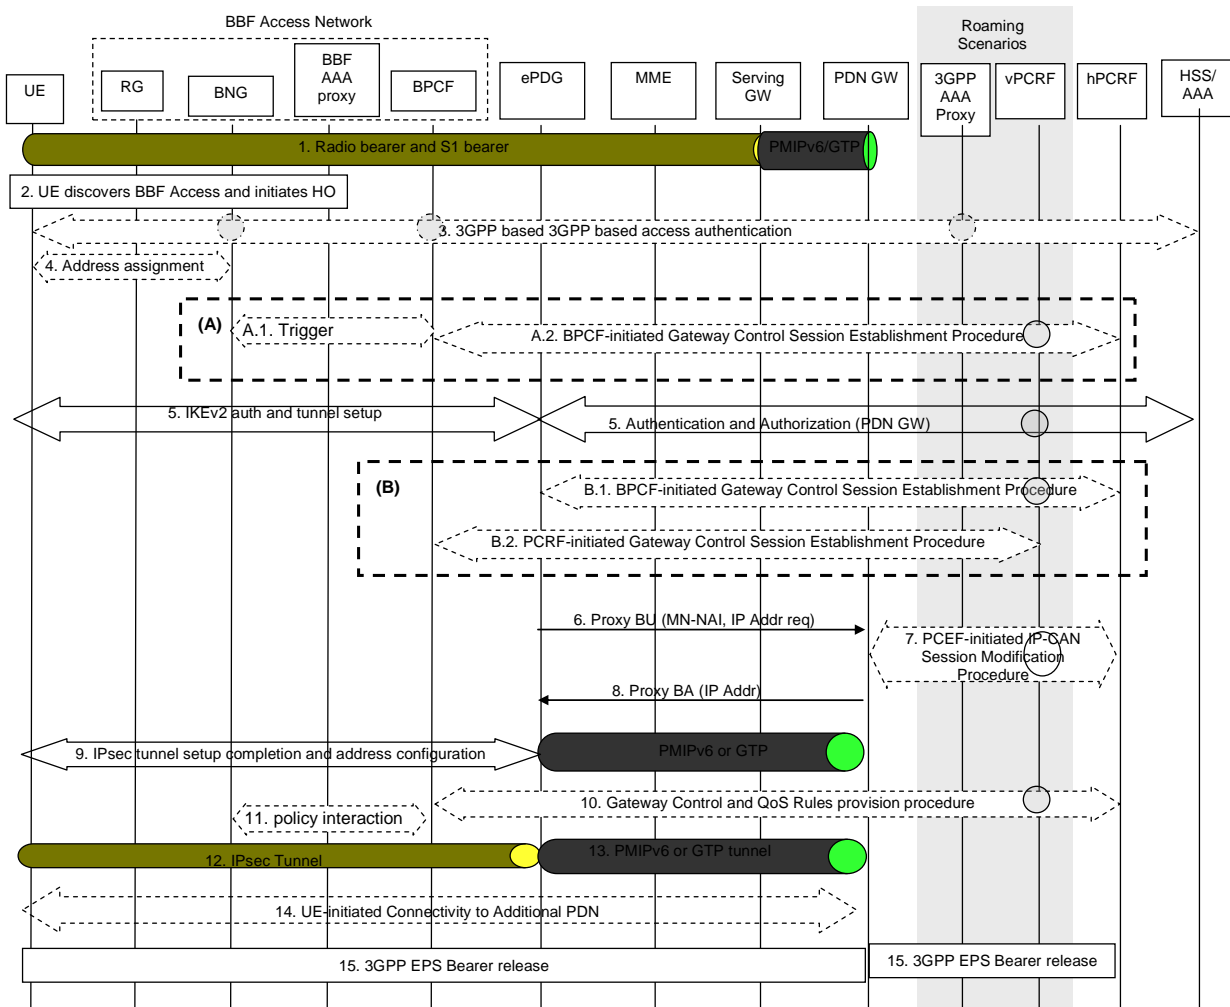 BBF Access Network
Roaming
Scenarios
UE
RG
BNG
BBF
AAA
proxy
BPCF
ePDG
MME
Serving
GW
PDN GW
3GPP
AAA
Proxy
vPCRF
hPCRF
HSS/
AAA
1. Radio bearer and S1 bearer
PMIPv6/GTP
2. UE discovers BBF Access and initiates HO
3. 3GPP based 3GPP based access authentication
4. Address assignment
(A)
A.1. Trigger
A.2. BPCF-initiated Gateway Control Session Establishment Procedure
5. IKEv2 auth and tunnel setup
5. Authentication and Authorization (PDN GW)
(B)
B.1. BPCF-initiated Gateway Control Session Establishment Procedure
B.2. PCRF-initiated Gateway Control Session Establishment Procedure
6. Proxy BU (MN-NAI, IP Addr req)
7. PCEF-initiated IP-CAN
Session Modification
Procedure
8. Proxy BA (IP Addr)
9. IPsec tunnel setup completion and address configuration
PMIPv6 or GTP
10. Gateway Control and QoS Rules provision procedure
11. policy interaction
12. IPsec Tunnel
13. PMIPv6 or GTP tunnel
14. UE-initiated Connectivity to Additional PDN
15. 3GPP EPS Bearer release
15. 3GPP EPS Bearer release